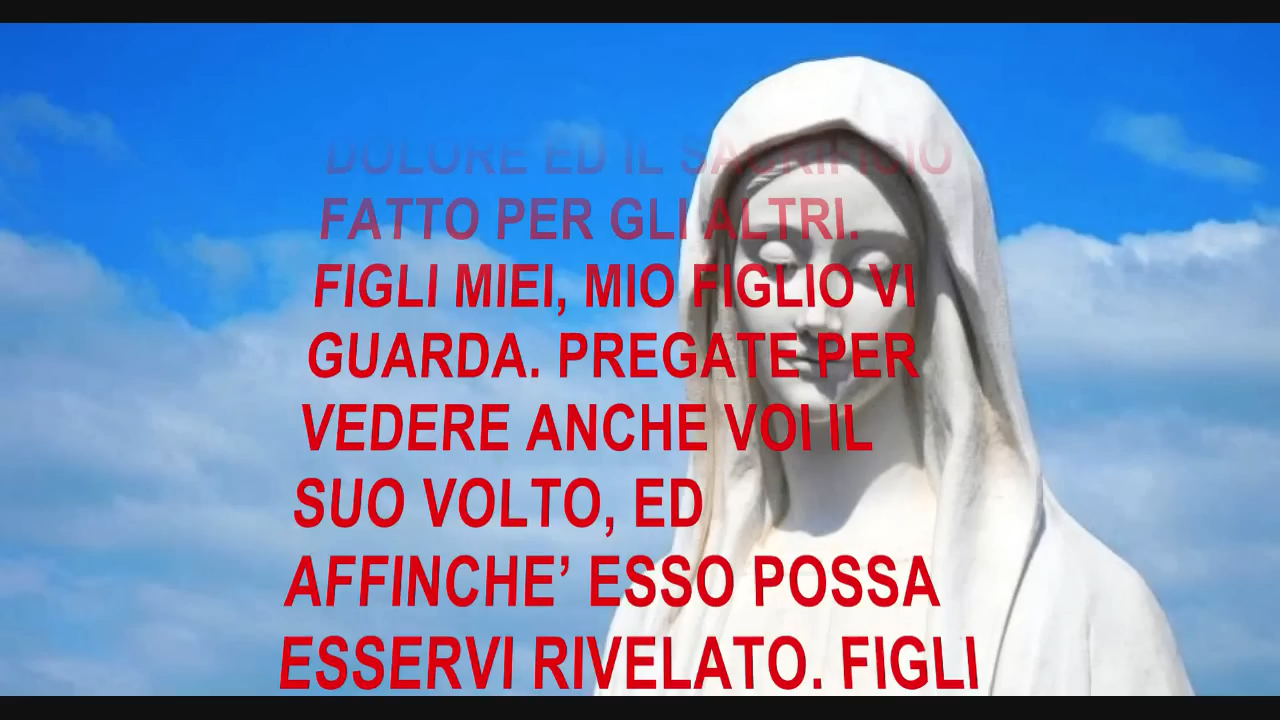 DOLORE ED IL SACRIFICIO
FATTO PER GLI ALTRI.
FIGLI MIEI, MIO FIGLIO VI
GUARDA. PREGATE PER
VEDERE ANCHE VOI IL
SUO VOLTO, ED
AFFINCHE’ ESSO POSSA
ESSERVI RIVELATO. FIGLI